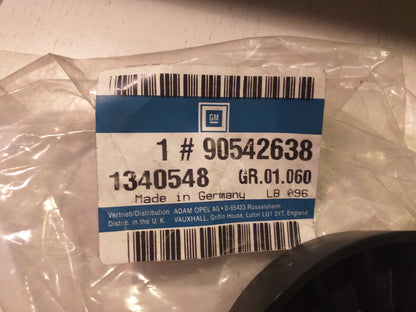 GM
1 # 90542638
1340548 GR.01.060
Made in Germany LB 096
Vertrieb/Distribution ADAM OPEL AG • D-65423 Rüsselsheim
Distrib. in the U.K. VAUXHALL, Griffin House, Luton LU1 3YT, England